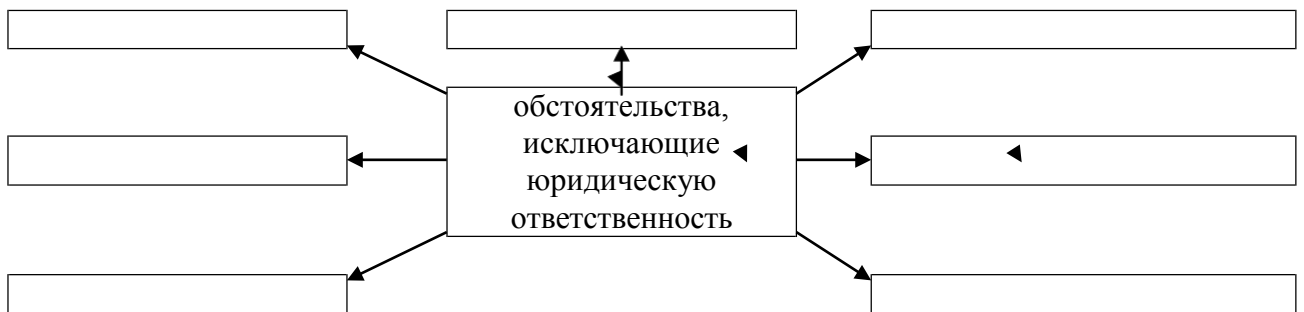 обстоятельства,
исключающие
юридическую
ответственность